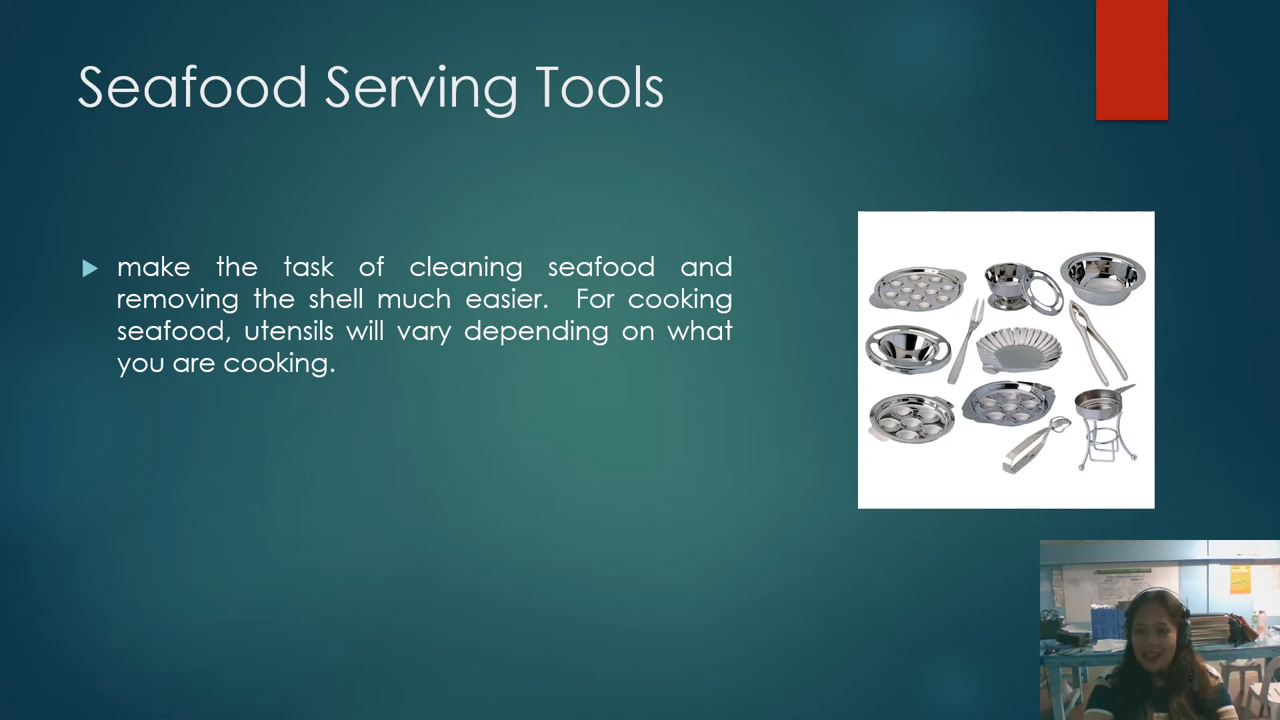 Seafood Serving Tools
make the task of cleaning seafood and
removing the shell much easier. For cooking
seafood, utensils will vary depending on what
you are cooking.